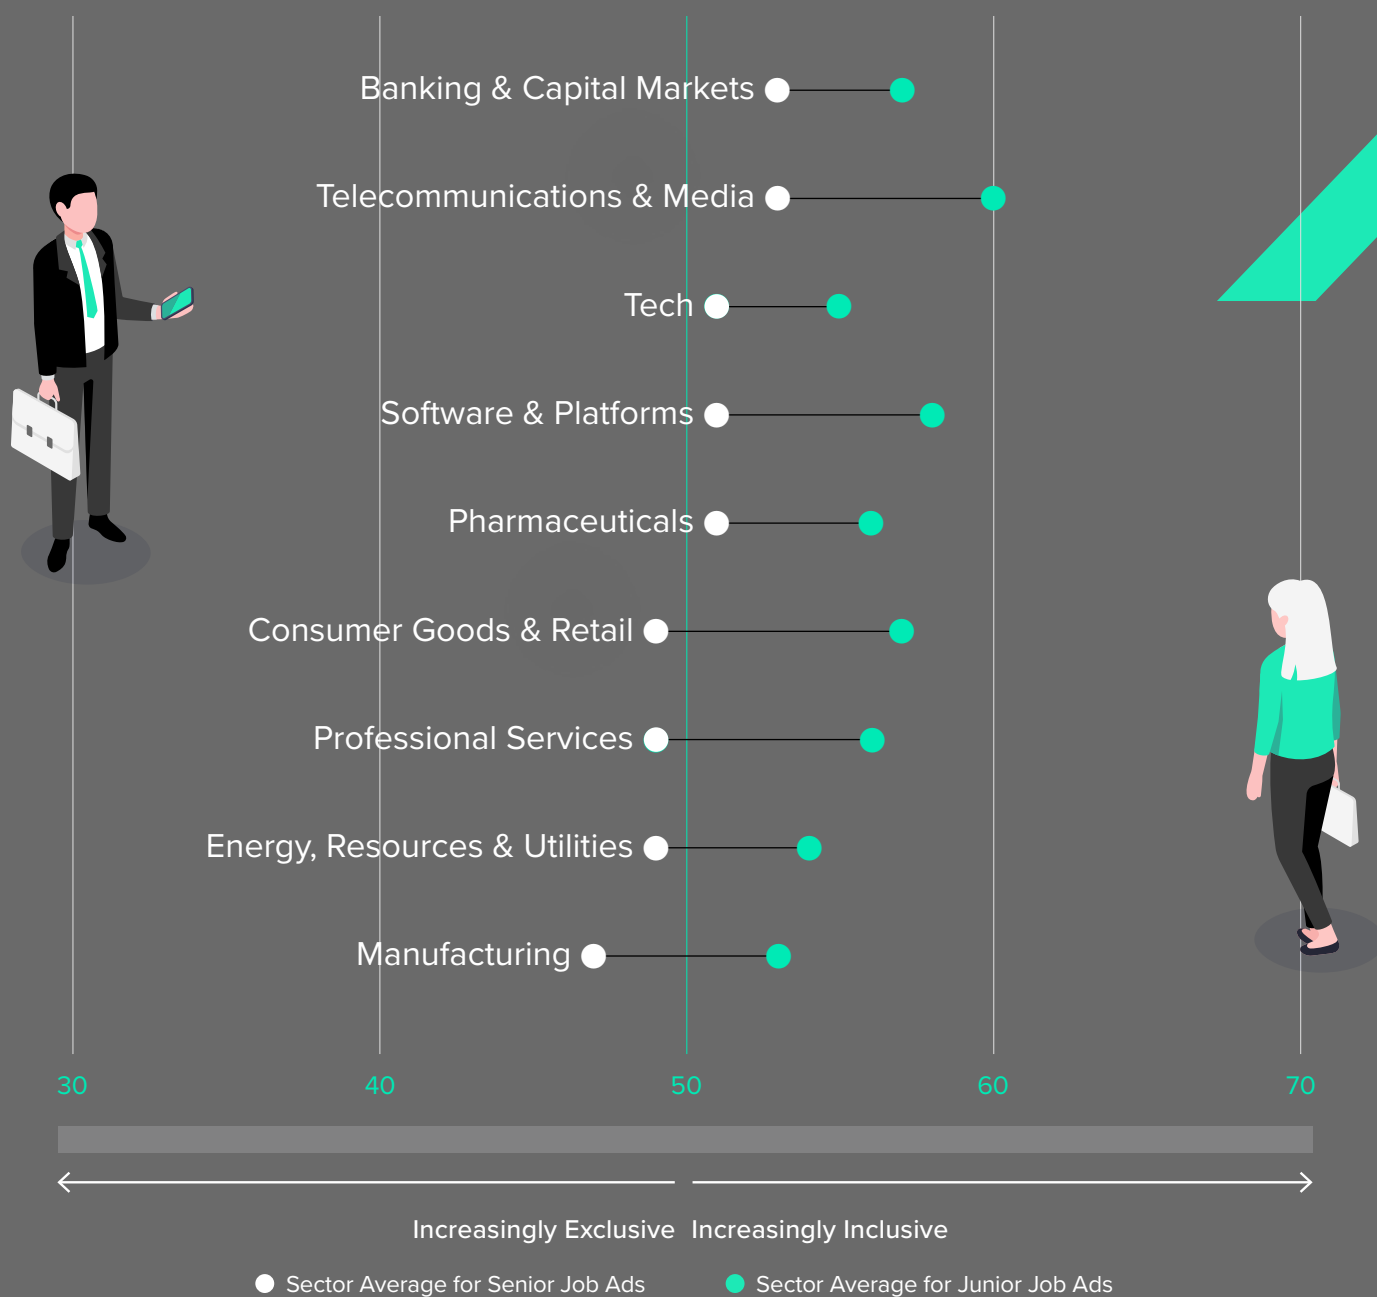 Banking & Capital Markets
Telecommunications & Media
Tech
Software & Platforms
Pharmaceuticals
Consumer Goods & Retail
Professional Services
Energy, Resources & Utilities
Manufacturing
30 40 50 60 70
Increasingly Exclusive Increasingly Inclusive
Sector Average for Senior Job Ads Sector Average for Junior Job Ads